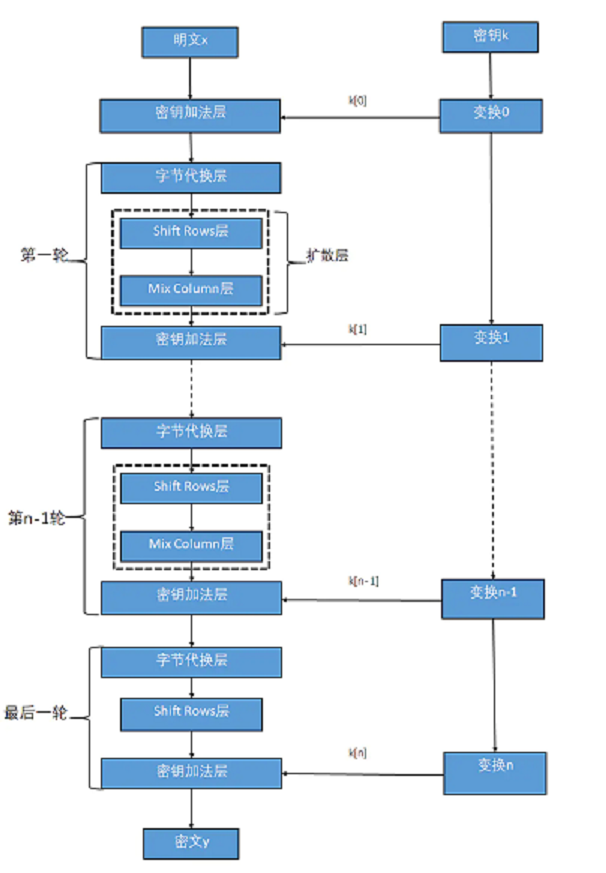 明文x
密钥k
密钥加法层
k[0]
变换0
字节代换层
Shift Rows层
第一轮
扩散层
Mix Column层
密钥加法层
k[1]
变换1
字节代换层
Shift Rows层
第n-1轮
Mix Column层
密钥加法层
k[n-1]
变换n-1
字节代换层
Shift Rows层
最后一轮
密钥加法层
k[n]
变换n
密文y